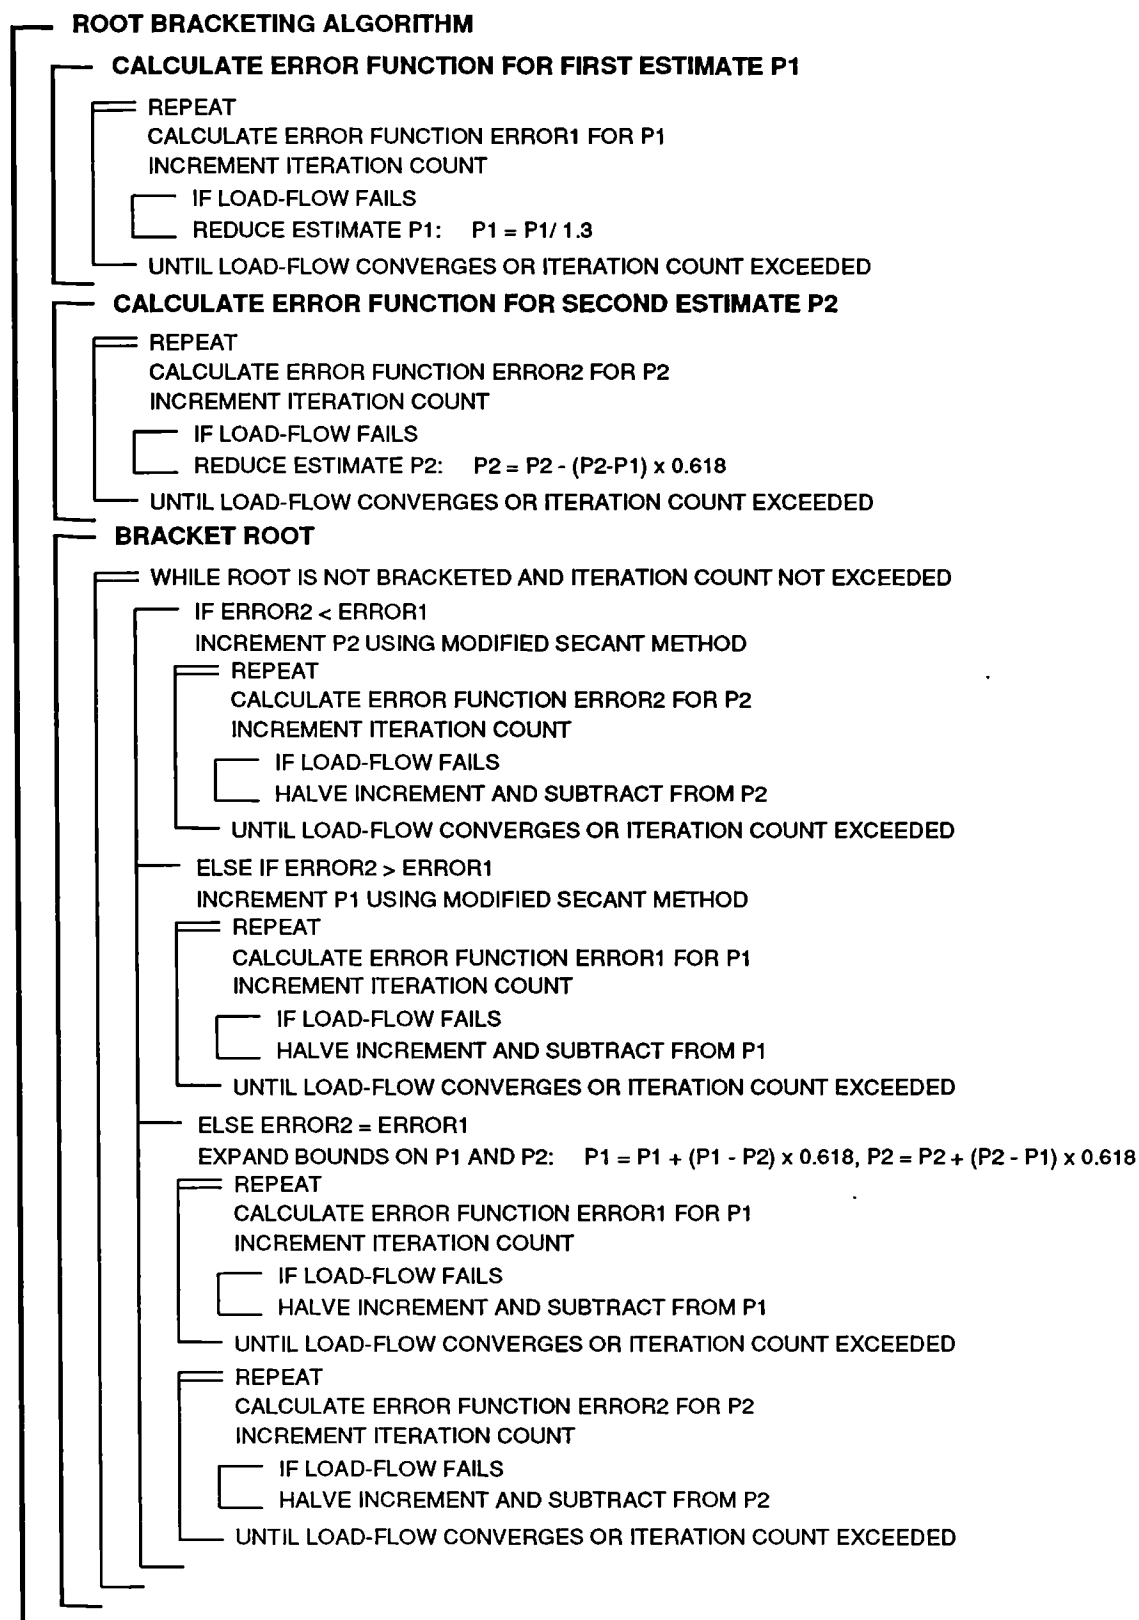 ROOT BRACKETING ALGORITHM
CALCULATE ERROR FUNCTION FOR FIRST ESTIMATE P1
REPEAT
CALCULATE ERROR FUNCTION ERROR1 FOR P1
INCREMENT ITERATION COUNT
IF LOAD-FLOW FAILS
REDUCE ESTIMATE P1: P1 = P1/ 1.3
UNTIL LOAD-FLOW CONVERGES OR ITERATION COUNT EXCEEDED
CALCULATE ERROR FUNCTION FOR SECOND ESTIMATE P2
REPEAT
CALCULATE ERROR FUNCTION ERROR2 FOR P2
INCREMENT ITERATION COUNT
IF LOAD-FLOW FAILS
REDUCE ESTIMATE P2: P2 = P2 - (P2-P1) x 0.618
UNTIL LOAD-FLOW CONVERGES OR ITERATION COUNT EXCEEDED
BRACKET ROOT
WHILE ROOT IS NOT BRACKETED AND ITERATION COUNT NOT EXCEEDED
IF ERROR2 < ERROR1
INCREMENT P2 USING MODIFIED SECANT METHOD
REPEAT
CALCULATE ERROR FUNCTION ERROR2 FOR P2
INCREMENT ITERATION COUNT
IF LOAD-FLOW FAILS
HALVE INCREMENT AND SUBTRACT FROM P2
UNTIL LOAD-FLOW CONVERGES OR ITERATION COUNT EXCEEDED
ELSE IF ERROR2 > ERROR1
INCREMENT P1 USING MODIFIED SECANT METHOD
REPEAT
CALCULATE ERROR FUNCTION ERROR1 FOR P1
INCREMENT ITERATION COUNT
IF LOAD-FLOW FAILS
HALVE INCREMENT AND SUBTRACT FROM P1
UNTIL LOAD-FLOW CONVERGES OR ITERATION COUNT EXCEEDED
ELSE ERROR2 = ERROR1
EXPAND BOUNDS ON P1 AND P2: P1 = P1 + (P1 - P2) x 0.618, P2 = P2 + (P2 - P1) x 0.618
REPEAT
CALCULATE ERROR FUNCTION ERROR1 FOR P1
INCREMENT ITERATION COUNT
IF LOAD-FLOW FAILS
HALVE INCREMENT AND SUBTRACT FROM P1
UNTIL LOAD-FLOW CONVERGES OR ITERATION COUNT EXCEEDED
REPEAT
CALCULATE ERROR FUNCTION ERROR2 FOR P2
INCREMENT ITERATION COUNT
IF LOAD-FLOW FAILS
HALVE INCREMENT AND SUBTRACT FROM P2
UNTIL LOAD-FLOW CONVERGES OR ITERATION COUNT EXCEEDED